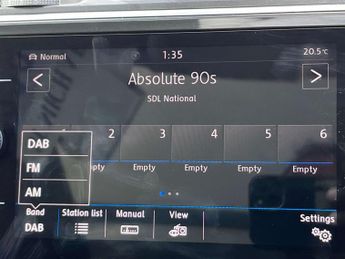 Normal 1:35 20.5°C
Absolute 90s
SDL National
2 3 4 5 6
DAB
FM
AM
Empty Empty Empty Empty Empty
Band Station list Manual View Settings
DAB